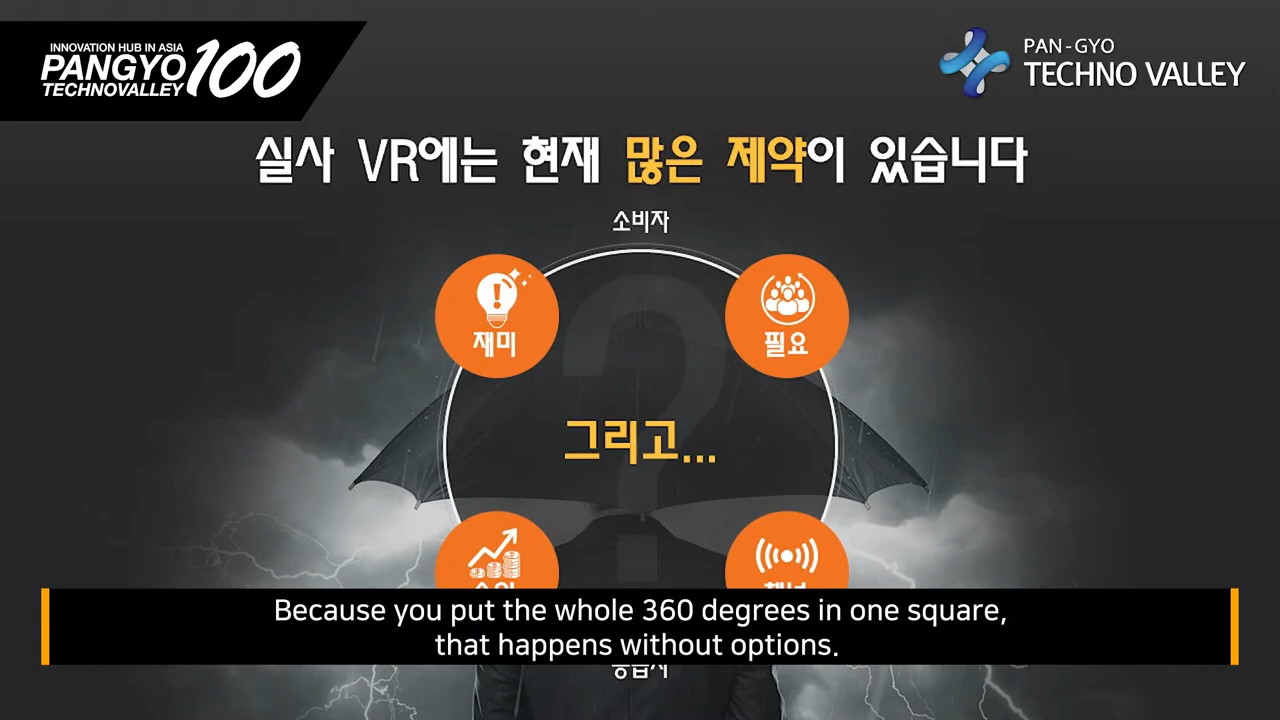 INNOVATION HUB IN ASIA
PANGYO 100
TECHNOVALLEY
PAN-GYO
TECHNO VALLEY
실사 VR에는 현재 많은 제약이 있습니다
소비자
재미
필요
그리고...
Because you put the whole 360 degrees in one square,
that happens without options.